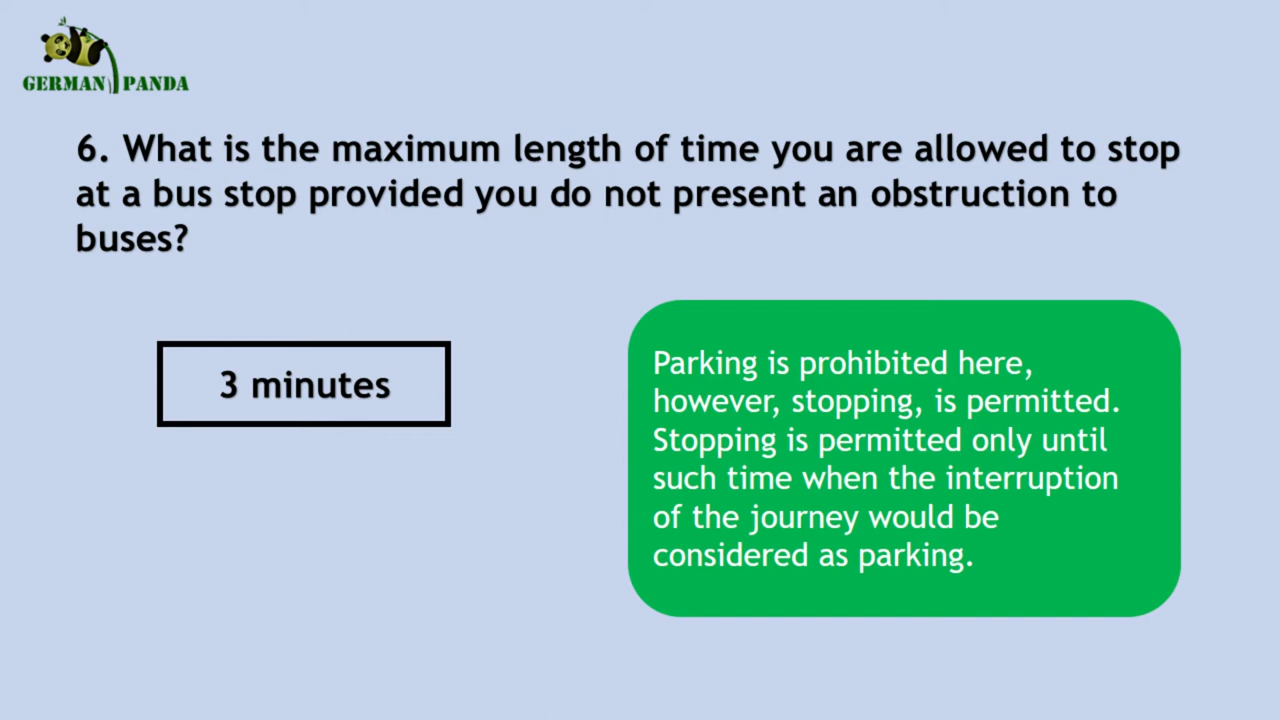 GERMAN PANDA
6. What is the maximum length of time you are allowed to stop
at a bus stop provided you do not present an obstruction to
buses?
3 minutes
Parking is prohibited here,
however, stopping, is permitted.
Stopping is permitted only until
such time when the interruption
of the journey would be
considered as parking.